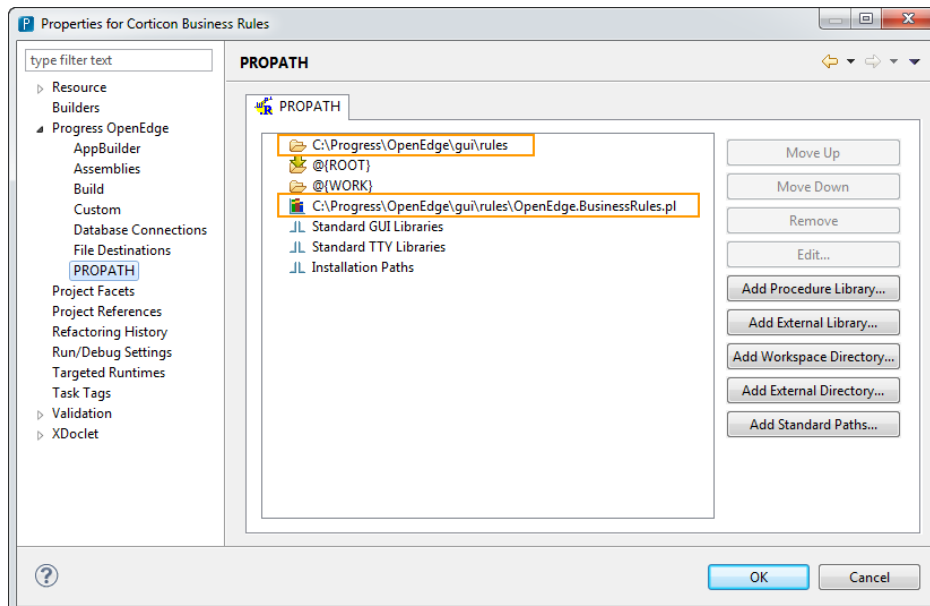 Properties for Corticon Business Rules
type filter text
Resource
Builders
Progress OpenEdge
AppBuilder
Assemblies
Build
Custom
Database Connections
File Destinations
PROPATH
Project Facets
Project References
Refactoring History
Run/Debug Settings
Targeted Runtimes
Task Tags
Validation
XDoclet
PROPATH
PROPATH
C:\Progress\OpenEdge\gui\rules
@{ROOT}
@{WORK}
C:\Progress\OpenEdge\gui\rules\OpenEdge.BusinessRules.pl
Standard GUI Libraries
Standard TTY Libraries
Installation Paths
Move Up
Move Down
Remove
Edit...
Add Procedure Library...
Add External Library...
Add Workspace Directory...
Add External Directory...
Add Standard Paths...
OK
Cancel